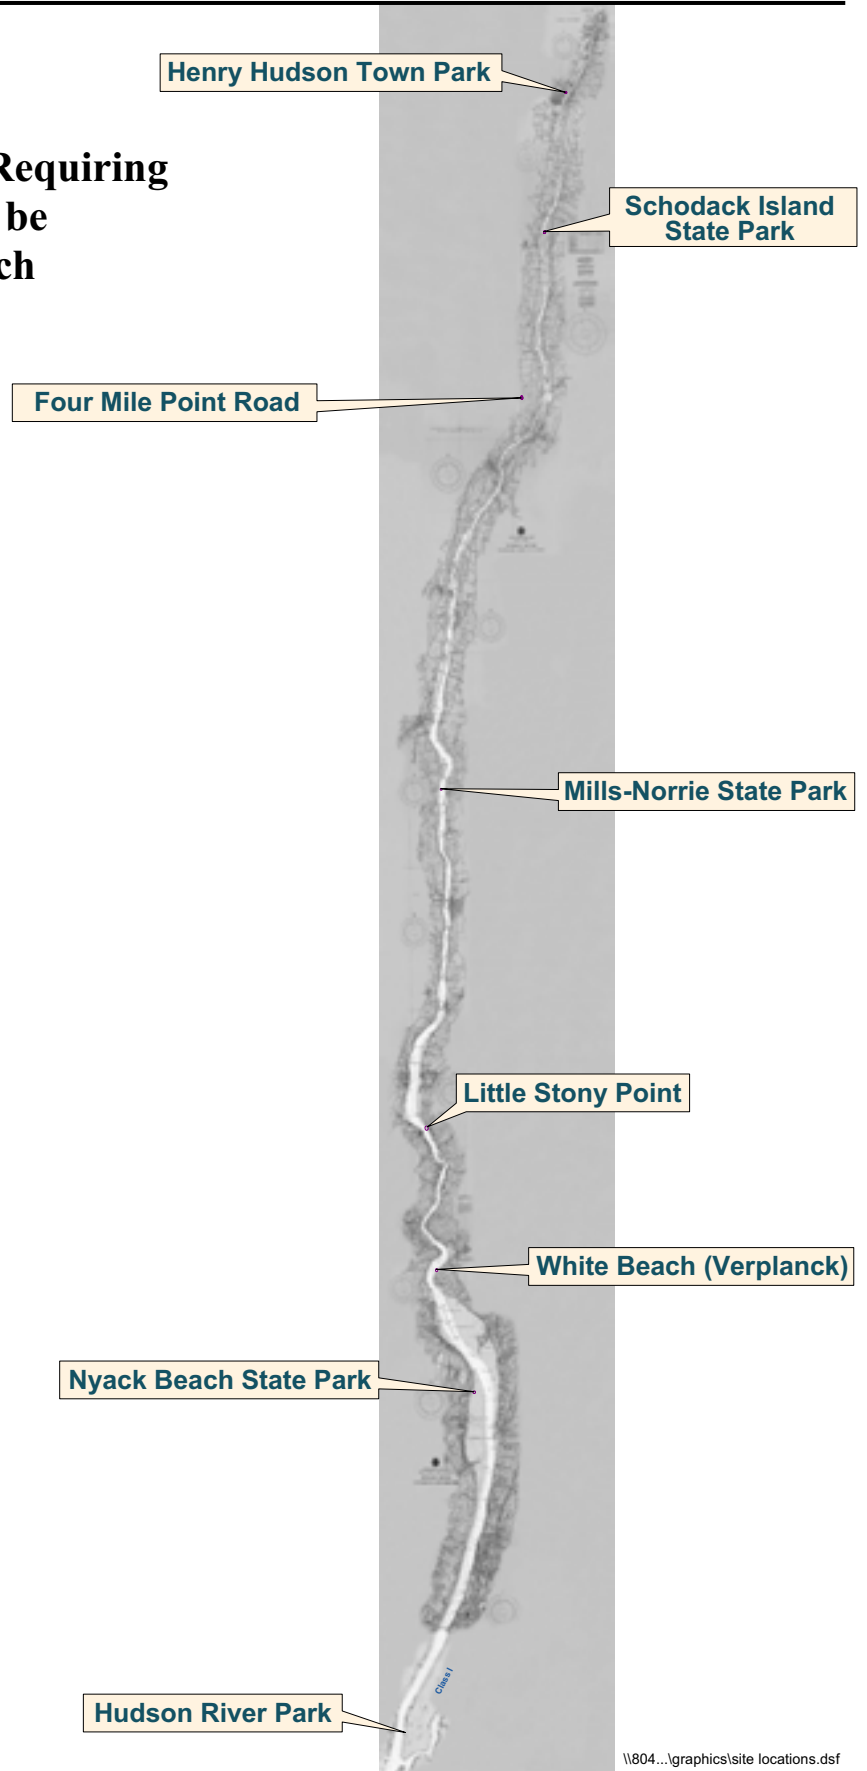 Henry Hudson Town Park
Requiring
be
Schodack Island
State Park
Four Mile Point Road
Mills-Norrie State Park
Little Stony Point
White Beach (Verplanck)
Nyack Beach State Park
Class I
Hudson River Park
\\804...\graphics\site locations.dsf